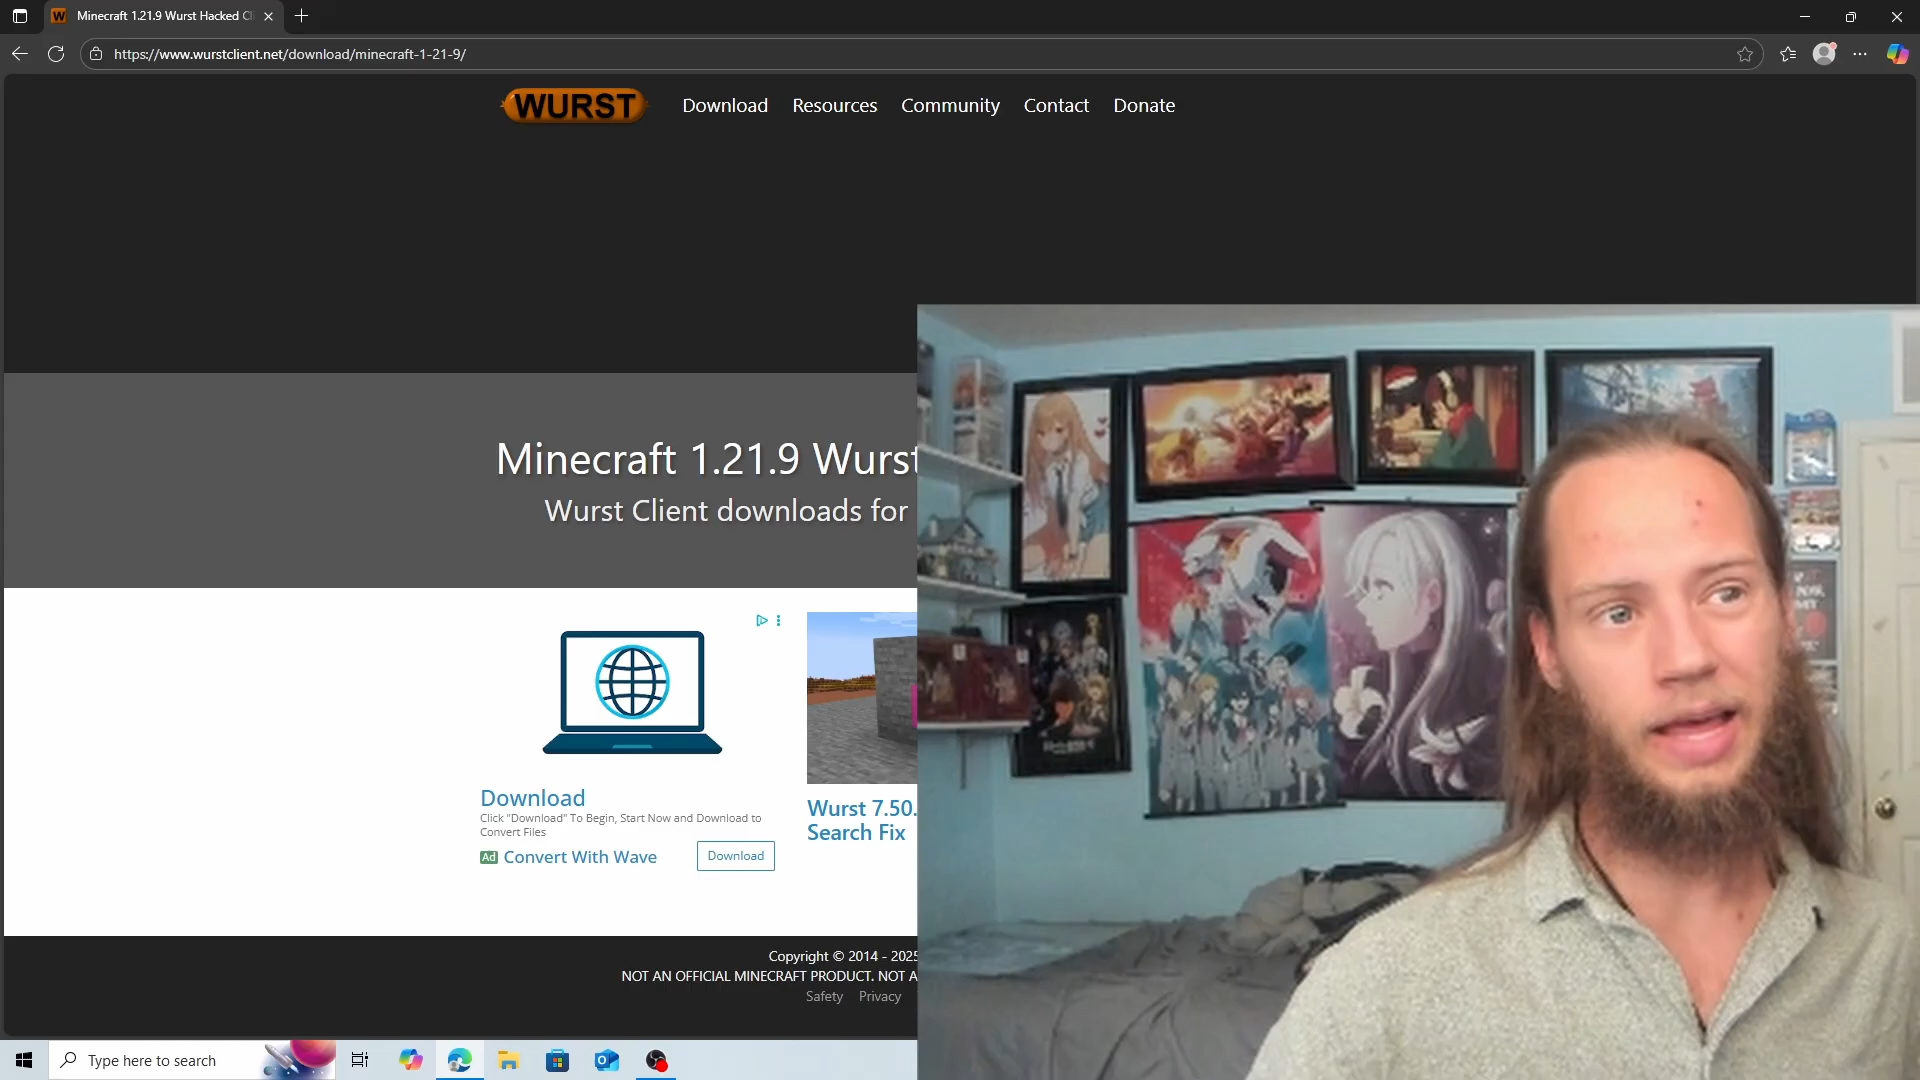 Minecraft 1.21.9 Wurst Hacked Cl
https://www.wurstclient.net/download/minecraft-1-21-9/
WURST
Download
Resources
Community
Contact
Donate
Minecraft 1.21.9 Wurst
Wurst Client downloads for
Download
Click "Download" To Begin, Start Now and Download to
Convert Files
Ad
Convert With Wave
Download
Wurst 7.50.
Search Fix
Copyright © 2014 - 2025
NOT AN OFFICIAL MINECRAFT PRODUCT. NOT A
Safety
Privacy
Type here to search